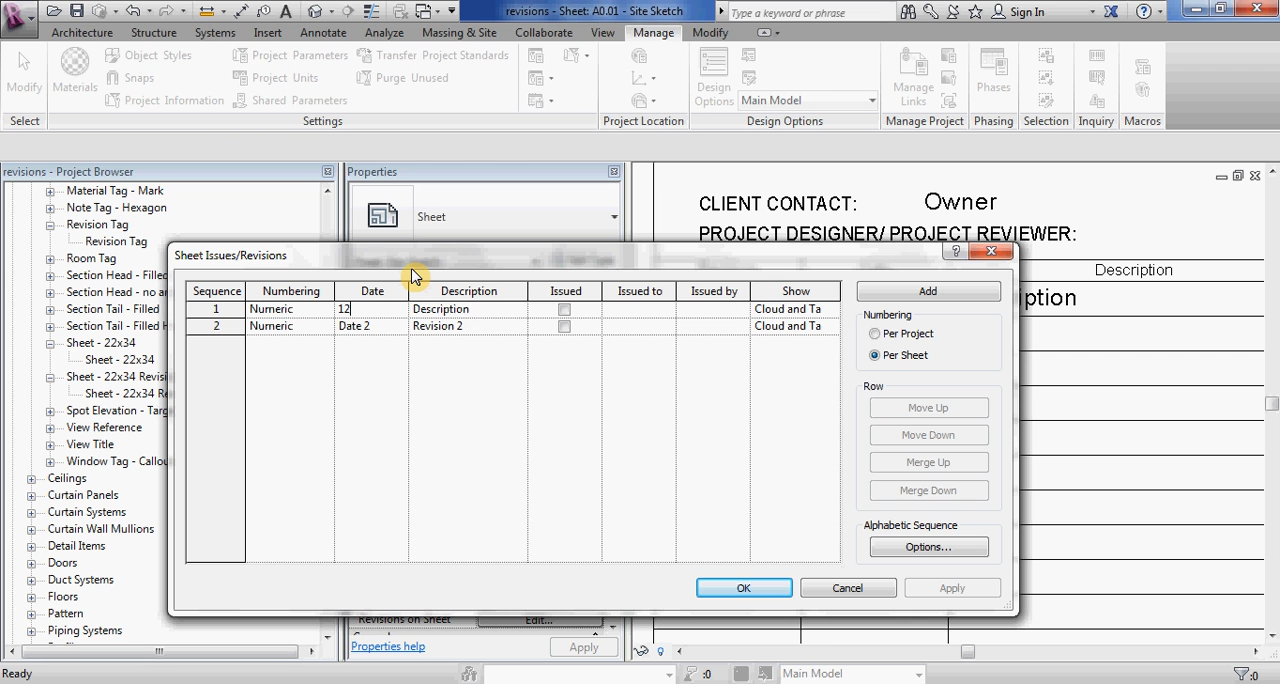 revisions - Sheet: A0.01 - Site Sketch
Type a keyword or phrase
Sign In
Architecture Structure Systems Insert Annotate Analyze Massing & Site Collaborate View Manage Modify
Object Styles Project Parameters Transfer Project Standards
Snaps Project Units Purge Unused
Project Information Shared Parameters
Modify Materials
Design Options Main Model
Manage Links Phases
Select Settings Project Location Design Options Manage Project Phasing Selection Inquiry Macros
revisions - Project Browser
Material Tag - Mark
Note Tag - Hexagon
Revision Tag
Revision Tag
Room Tag
Section Head - Filled
Section Head - no ar
Section Tail - Filled
Section Tail - Filled H
Sheet - 22x34
Sheet - 22x34
Sheet - 22x34 Revisi
Sheet - 22x34 Re
Spot Elevation - Targ
View Reference
View Title
Window Tag - Callou
Ceilings
Curtain Panels
Curtain Systems
Curtain Wall Mullions
Detail Items
Doors
Duct Systems
Floors
Pattern
Piping Systems
Properties
Sheet
Revisions on Sheet Edit...
Properties help Apply
CLIENT CONTACT: Owner
PROJECT DESIGNER/ PROJECT REVIEWER:
Description
ption
Sheet Issues/Revisions
Sequence Numbering Date Description Issued Issued to Issued by Show
1 Numeric 12 Description Cloud and Ta
2 Numeric Date 2 Revision 2 Cloud and Ta
Add
Numbering
Per Project
Per Sheet
Row
Move Up
Move Down
Merge Up
Merge Down
Alphabetic Sequence
Options...
OK Cancel Apply
Ready :0 Main Model :0